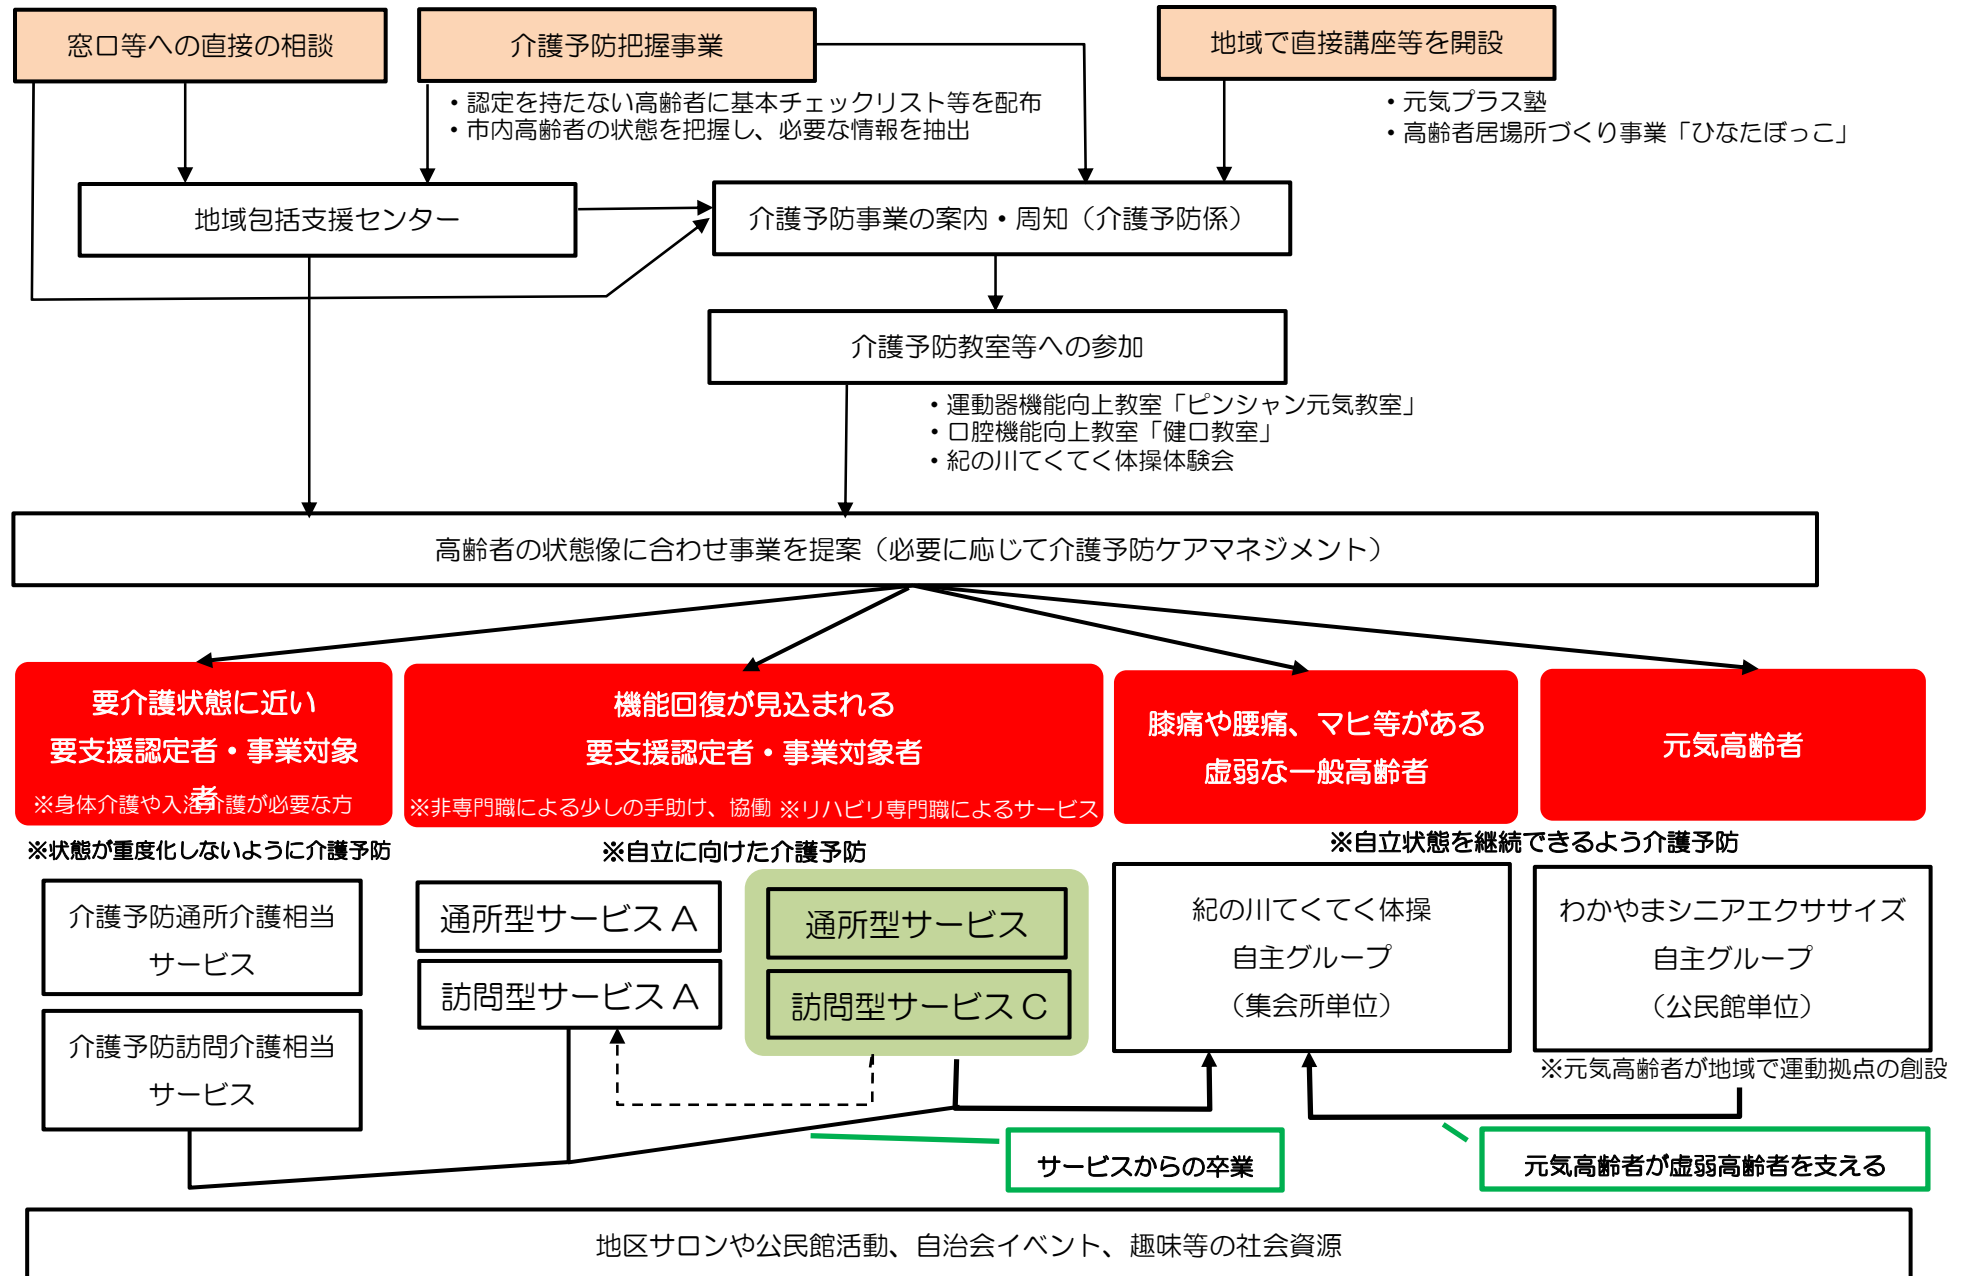 窓口等への直接の相談
介護予防把握事業
地域で直接講座等を開設
・認定を持たない高齢者に基本チェックリスト等を配布
・市内高齢者の状態を把握し、必要な情報を抽出
・元気プラス塾
・高齢者居場所づくり事業「ひなたぼっこ」
地域包括支援センター
介護予防事業の案内・周知（介護予防係）
介護予防教室等への参加
・運動器機能向上教室「ピンシャン元気教室」
・口腔機能向上教室「健口教室」
・紀の川てくてく体操体験会
高齢者の状態像に合わせ事業を提案（必要に応じて介護予防ケアマネジメント）
要介護状態に近い
要支援認定者・事業対象
者
※身体介護や入浴介護が必要な方
機能回復が見込まれる
要支援認定者・事業対象者
※非専門職による少しの手助け、協働
※リハビリ専門職によるサービス
膝痛や腰痛、マヒ等がある
虚弱な一般高齢者
元気高齢者
※状態が重度化しないように介護予防
※自立に向けた介護予防
※自立状態を継続できるよう介護予防
介護予防通所介護相当
サービス
介護予防訪問介護相当
サービス
通所型サービスA
訪問型サービスA
通所型サービス
訪問型サービスC
紀の川てくてく体操
自主グループ
（集会所単位）
わかやまシニアエクササイズ
自主グループ
（公民館単位）
※元気高齢者が地域で運動拠点の創設
サービスからの卒業
元気高齢者が虚弱高齢者を支える
地区サロンや公民館活動、自治会イベント、趣味等の社会資源